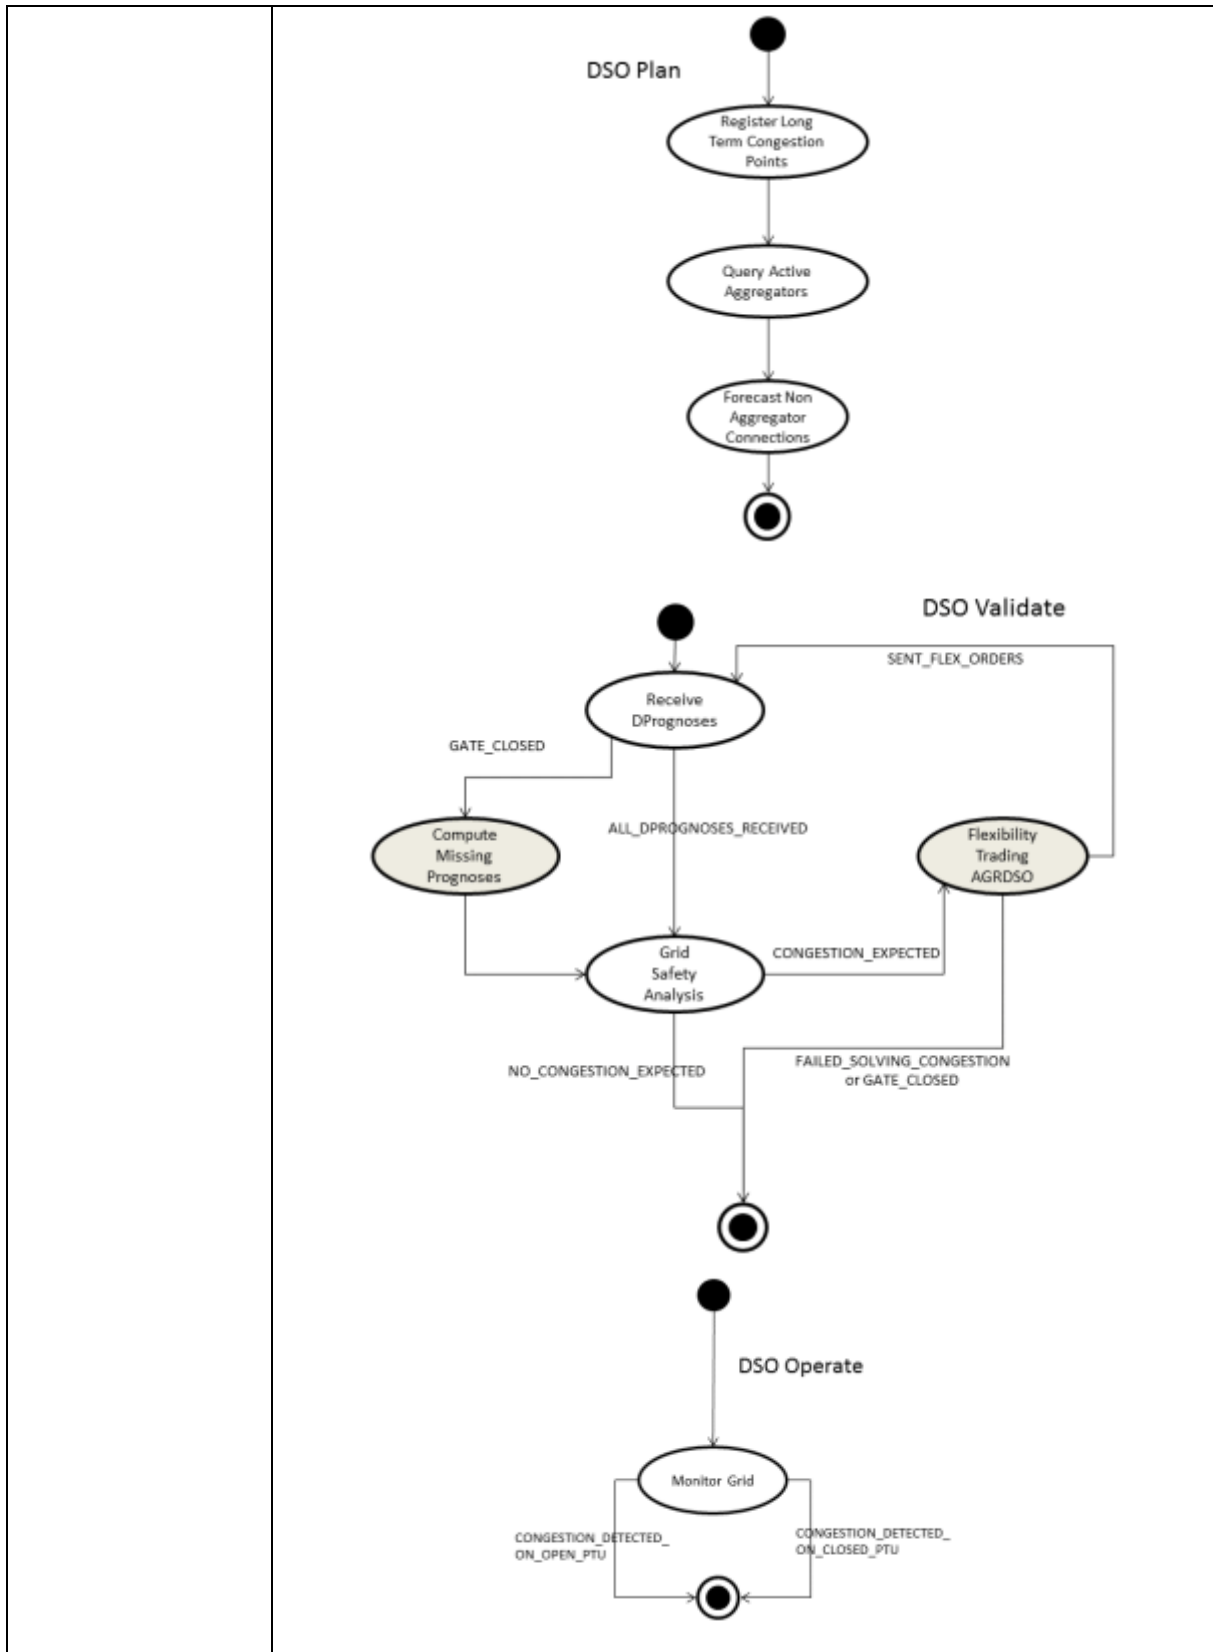 DSO Plan
Register Long
Term Congestion
Points
Query Active
Aggregators
Forecast Non
Aggregator
Connections
DSO Validate
SENT_FLEX_ORDERS
Receive
DPrognoses
GATE_CLOSED
ALL_DPROGNOSES_RECEIVED
Compute
Missing
Prognoses
Flexibility
Trading
AGRDSO
Grid
Safety
Analysis
CONGESTION_EXPECTED
NO_CONGESTION_EXPECTED
FAILED_SOLVING_CONGESTION
or GATE_CLOSED
DSO Operate
Monitor Grid
CONGESTION_DETECTED_
ON_OPEN_PTU
CONGESTION_DETECTED_
ON_CLOSED_PTU